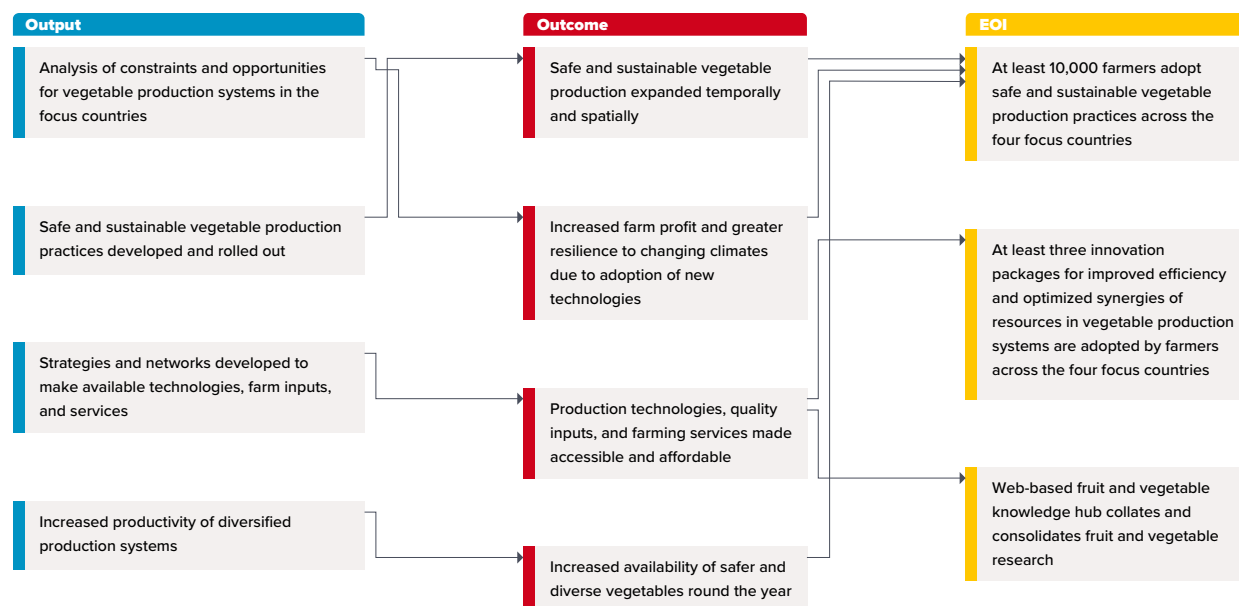 Output
Analysis of constraints and opportunities
for vegetable production systems in the
focus countries
Safe and sustainable vegetable production
practices developed and rolled out
Strategies and networks developed to
make available technologies, farm inputs,
and services
Increased productivity of diversified
production systems
Outcome
Safe and sustainable vegetable
production expanded temporally
and spatially
Increased farm profit and greater
resilience to changing climates
due to adoption of new
technologies
Production technologies, quality
inputs, and farming services made
accessible and affordable
Increased availability of safer and
diverse vegetables round the year
EOI
At least 10,000 farmers adopt
safe and sustainable vegetable
production practices across the
four focus countries
At least three innovation
packages for improved efficiency
and optimized synergies of
resources in vegetable production
systems are adopted by farmers
across the four focus countries
Web-based fruit and vegetable
knowledge hub collates and
consolidates fruit and vegetable
research